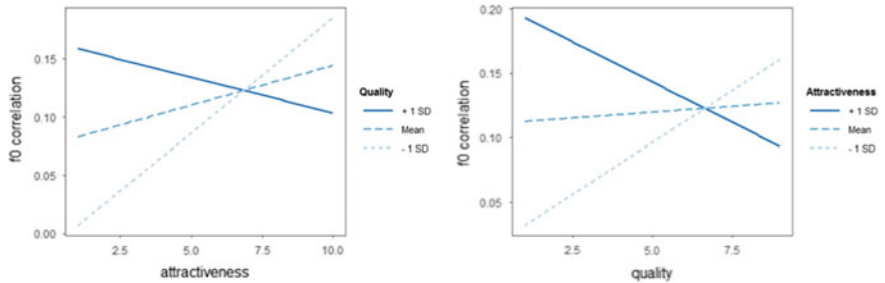 f0 correlation
0.15
0.10
0.05
0.00
2.5 5.0 7.5 10.0
attractiveness
Quality
+ 1 SD
Mean
- 1 SD
f0 correlation
0.20
0.15
0.10
0.05
2.5 5.0 7.5
quality
Attractiveness
+ 1 SD
Mean
- 1 SD